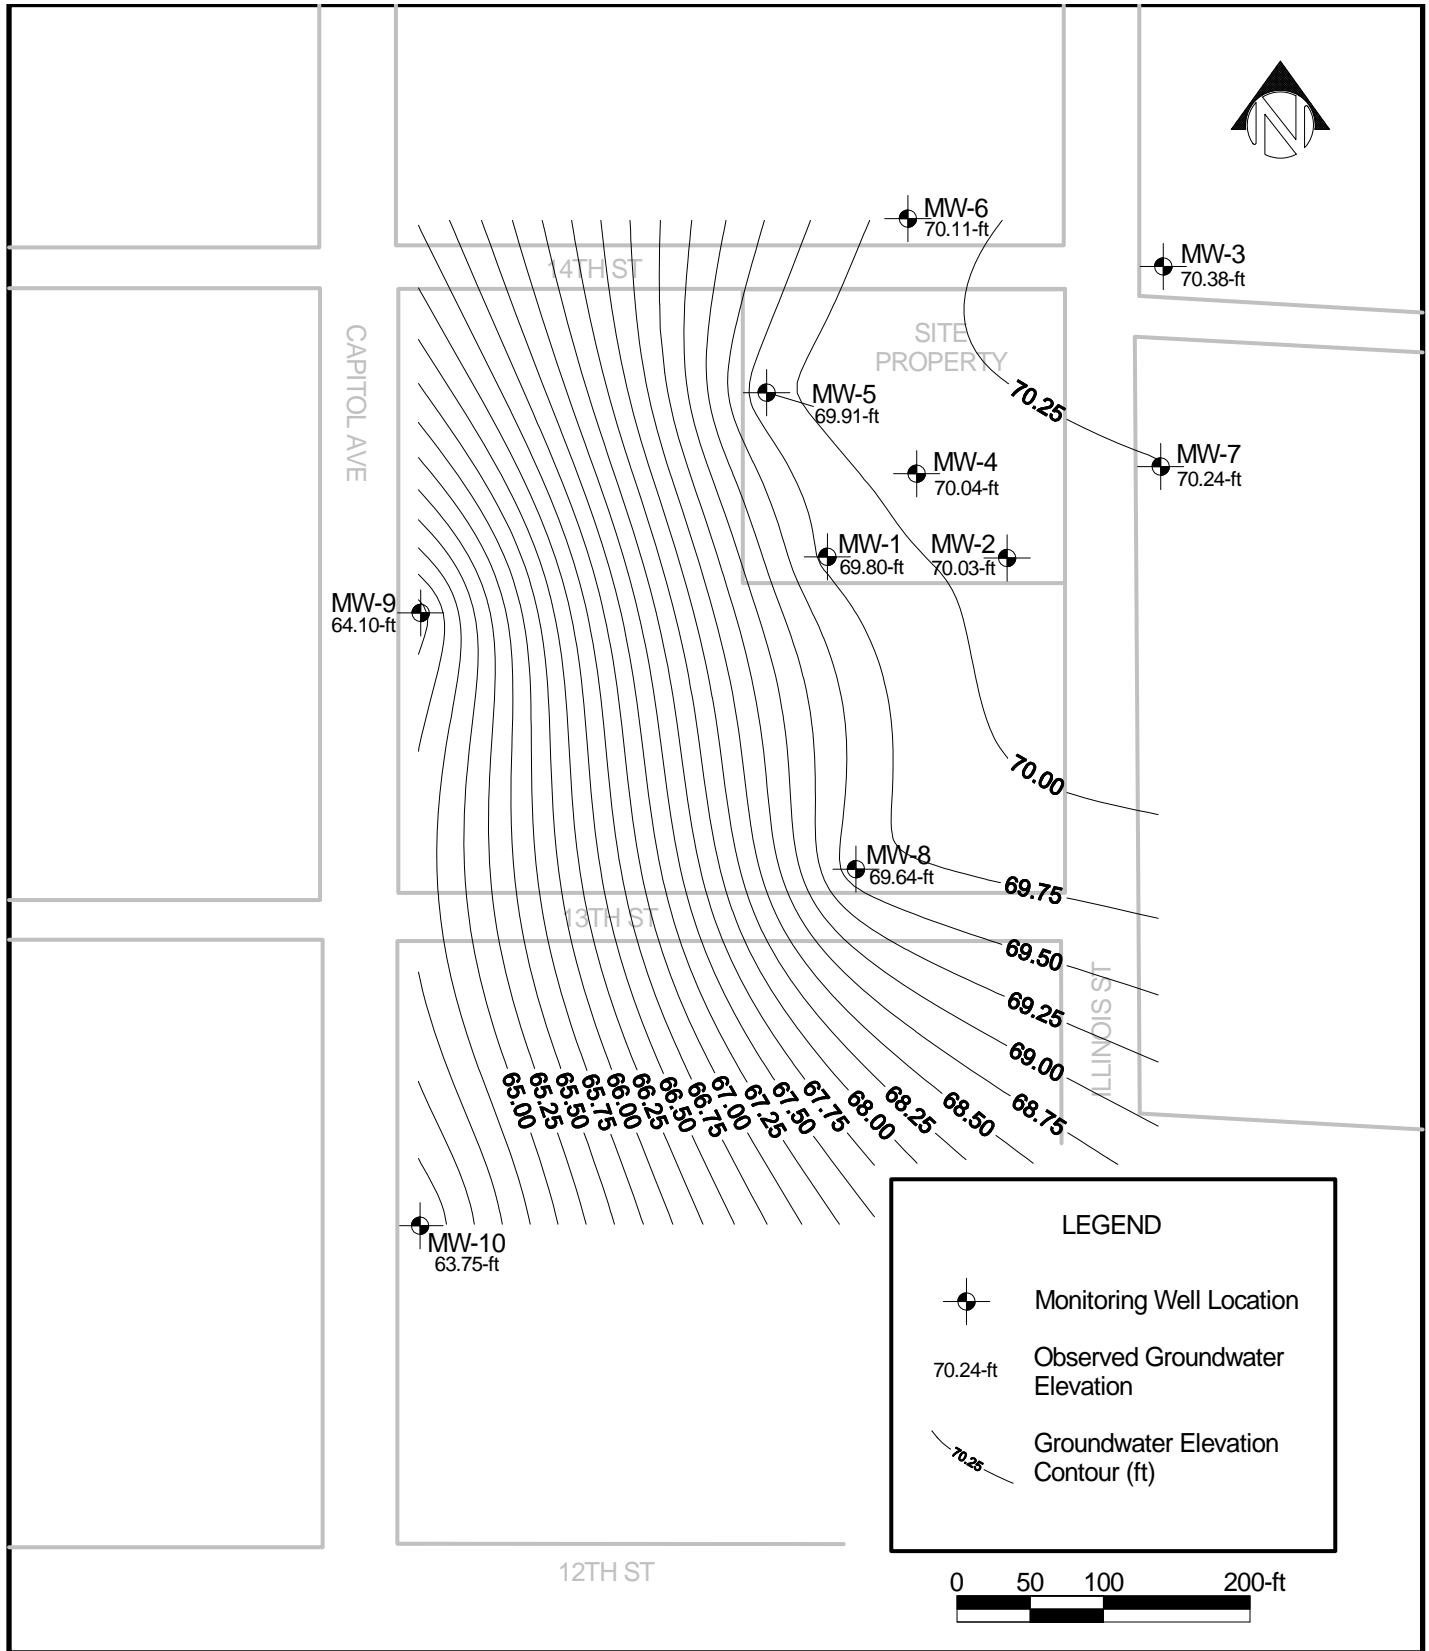 N
MW-6
70.11-ft
MW-3
70.38-ft
14TH ST
CAPITOL AVE
SITE
PROPERTY
MW-5
69.91-ft
70.25
MW-4
70.04-ft
MW-7
70.24-ft
MW-1
69.80-ft
MW-2
70.03-ft
MW-9
64.10-ft
70.00
MW-8
69.64-ft
69.75
13TH ST
69.50
69.25
ILLINOIS ST
69.00
65.00
65.25
65.50
65.75
66.00
66.25
66.50
66.75
67.00
67.25
67.50
67.75
68.00
68.25
68.50
68.75
MW-10
63.75-ft
LEGEND
Monitoring Well Location
70.24-ft
Observed Groundwater
Elevation
70.25
Groundwater Elevation
Contour (ft)
12TH ST
0 50 100 200-ft